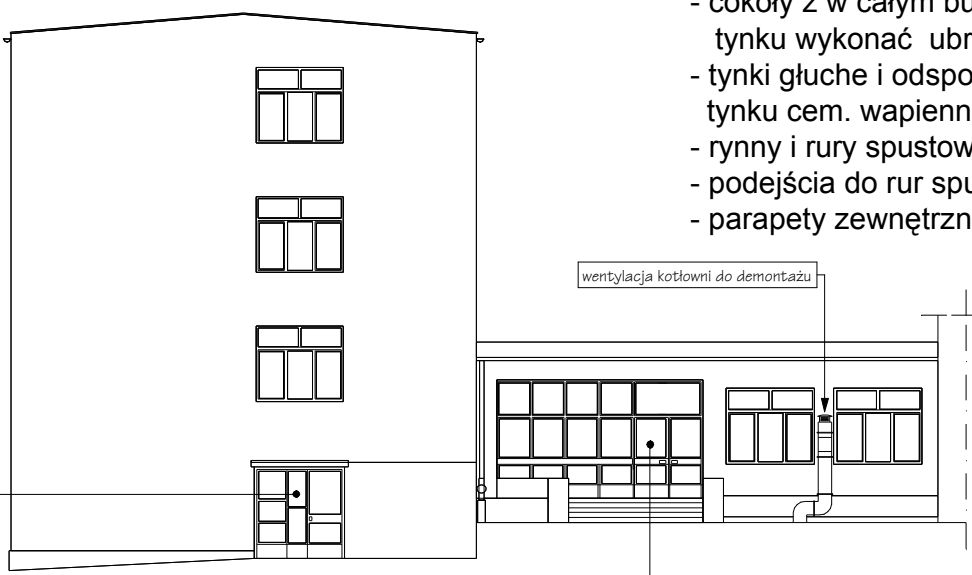 - cokoły z w całym bu
tynku wykonać ubr
- tynki głuche i odspo
tynku cem. wapienn
- rynny i rury spustow
- podejścia do rur spu
- parapety zewnętrzn
wentylacja kotłowni do demontażu